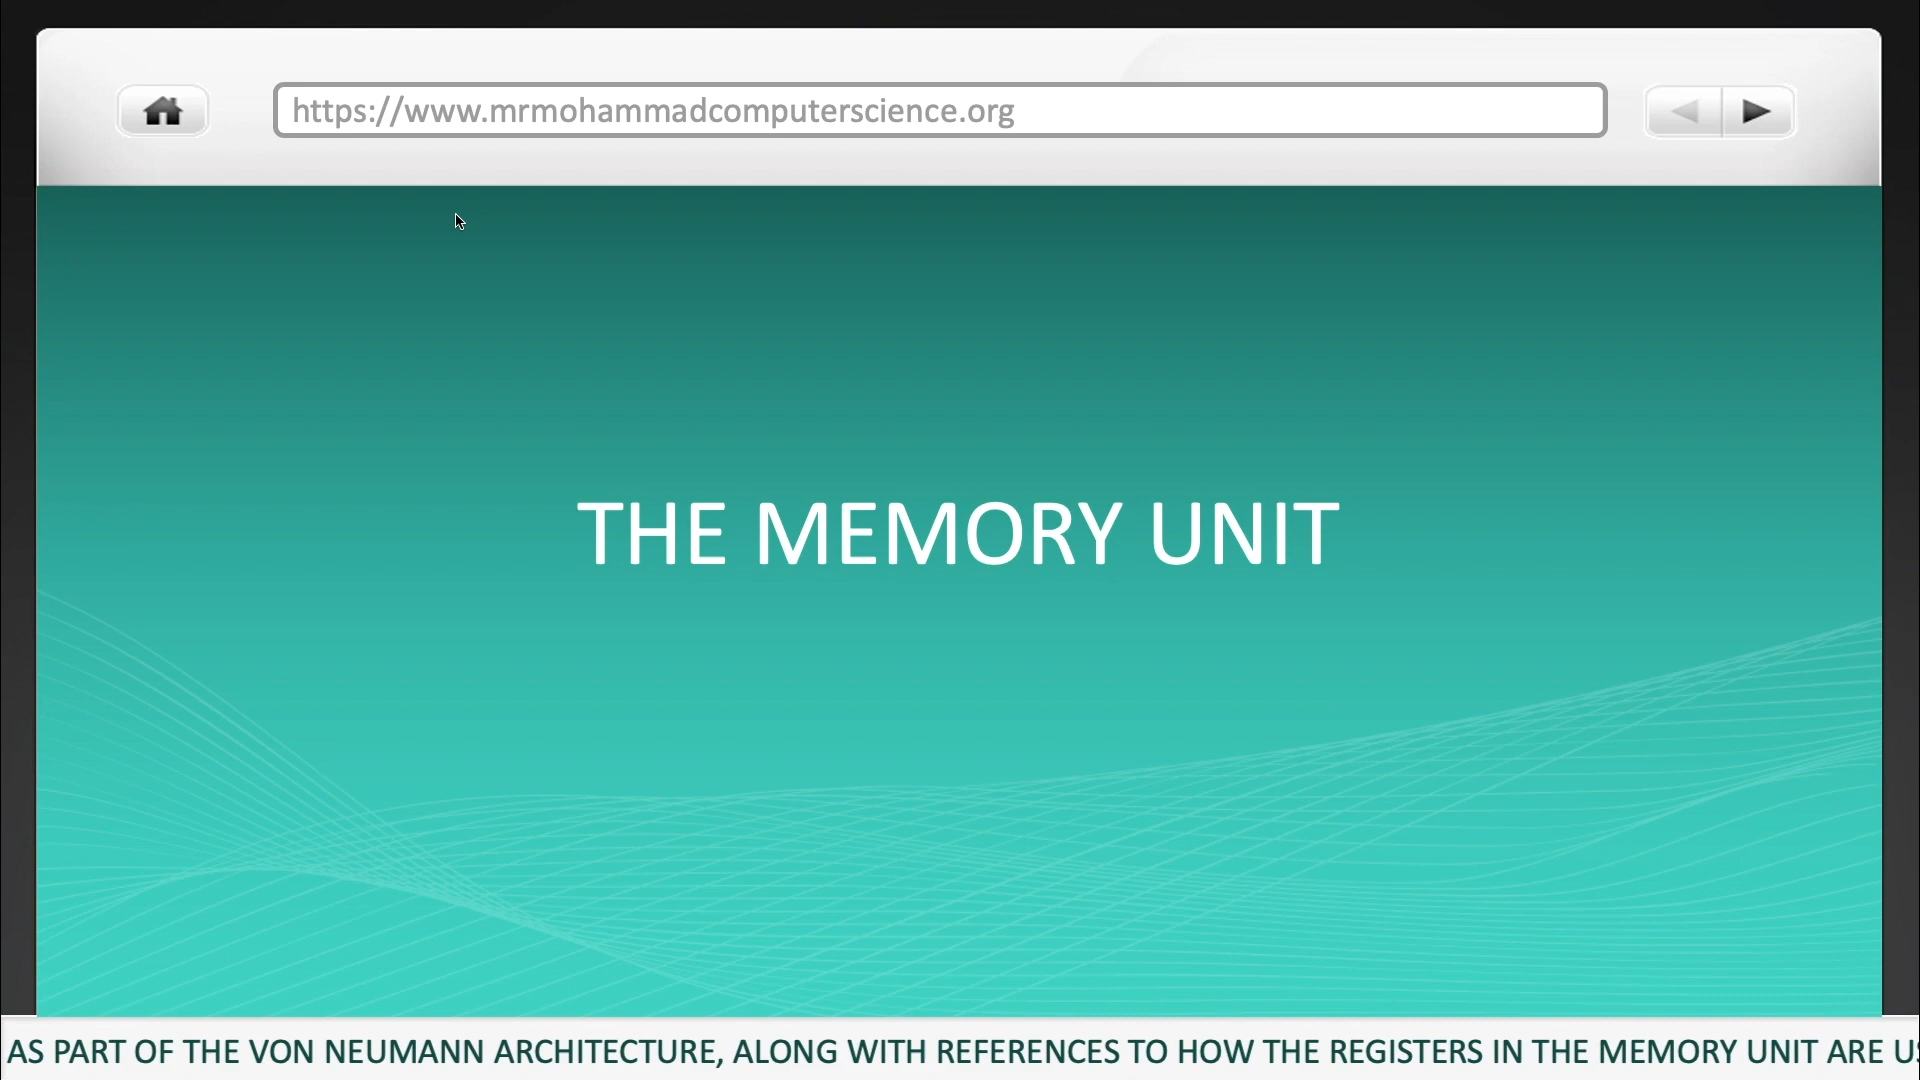 https://www.mrmohammadcomputerscience.org
THE MEMORY UNIT
AS PART OF THE VON NEUMANN ARCHITECTURE, ALONG WITH REFERENCES TO HOW THE REGISTERS IN THE MEMORY UNIT ARE